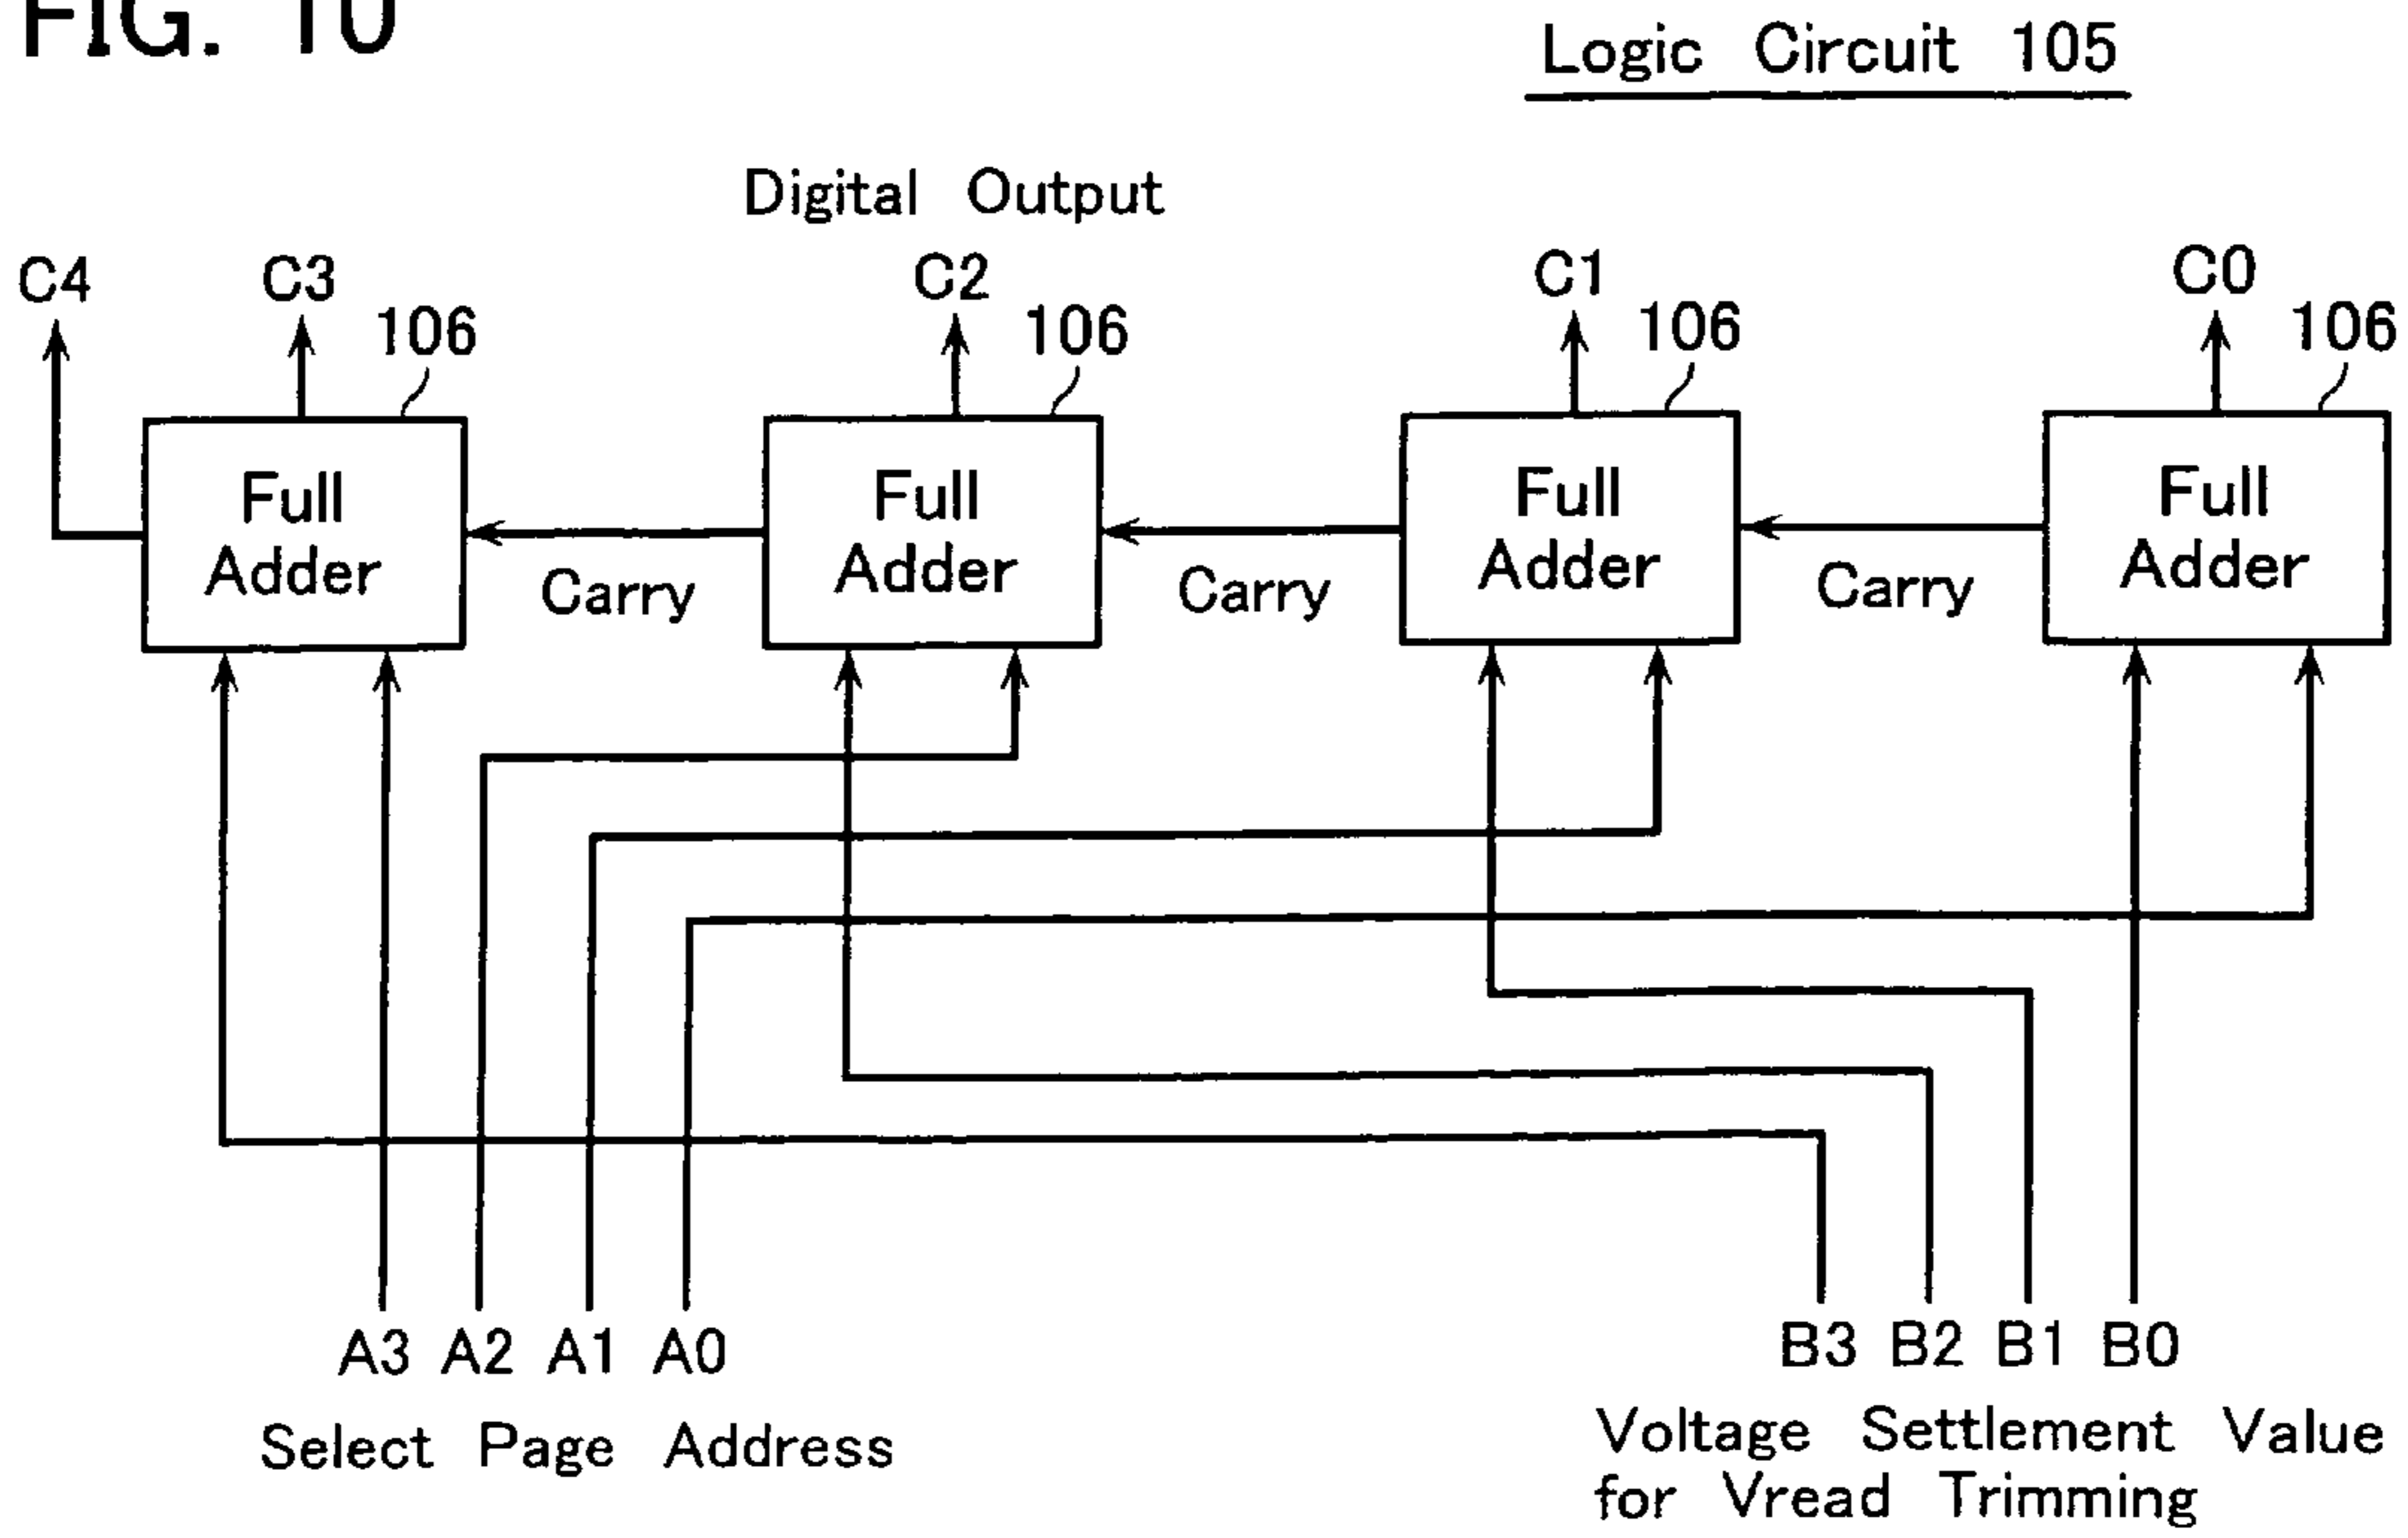 FIG. 10
Logic Circuit 105
Digital Output
C4 C3 C2 C1 C0
106 106 106 106
Full Adder
Carry
Full Adder
Carry
Full Adder
Carry
Full Adder
A3 A2 A1 A0
B3 B2 B1 B0
Select Page Address
Voltage Settlement Value
for Vread Trimming